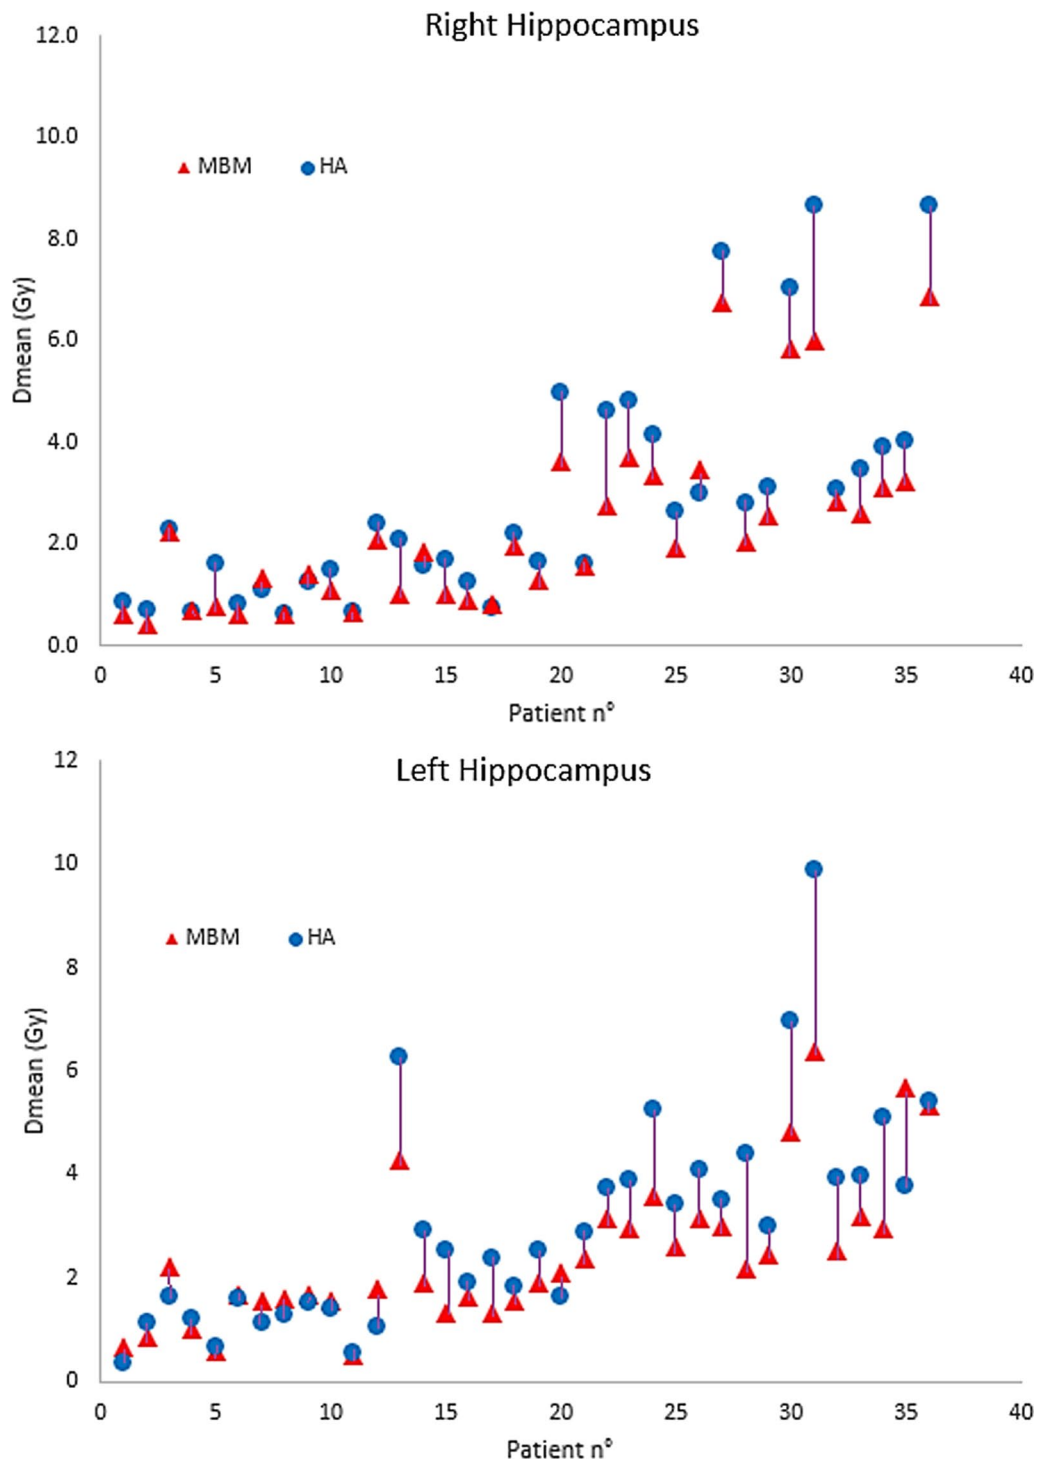 Right Hippocampus
12.0
10.0
MBM HA
8.0
Dmean (Gy)
6.0
4.0
2.0
0.0
0 5 10 15 20 25 30 35 40
Patient n°
Left Hippocampus
12
10
MBM HA
8
Dmean (Gy)
6
4
2
0
0 5 10 15 20 25 30 35 40
Patient n°